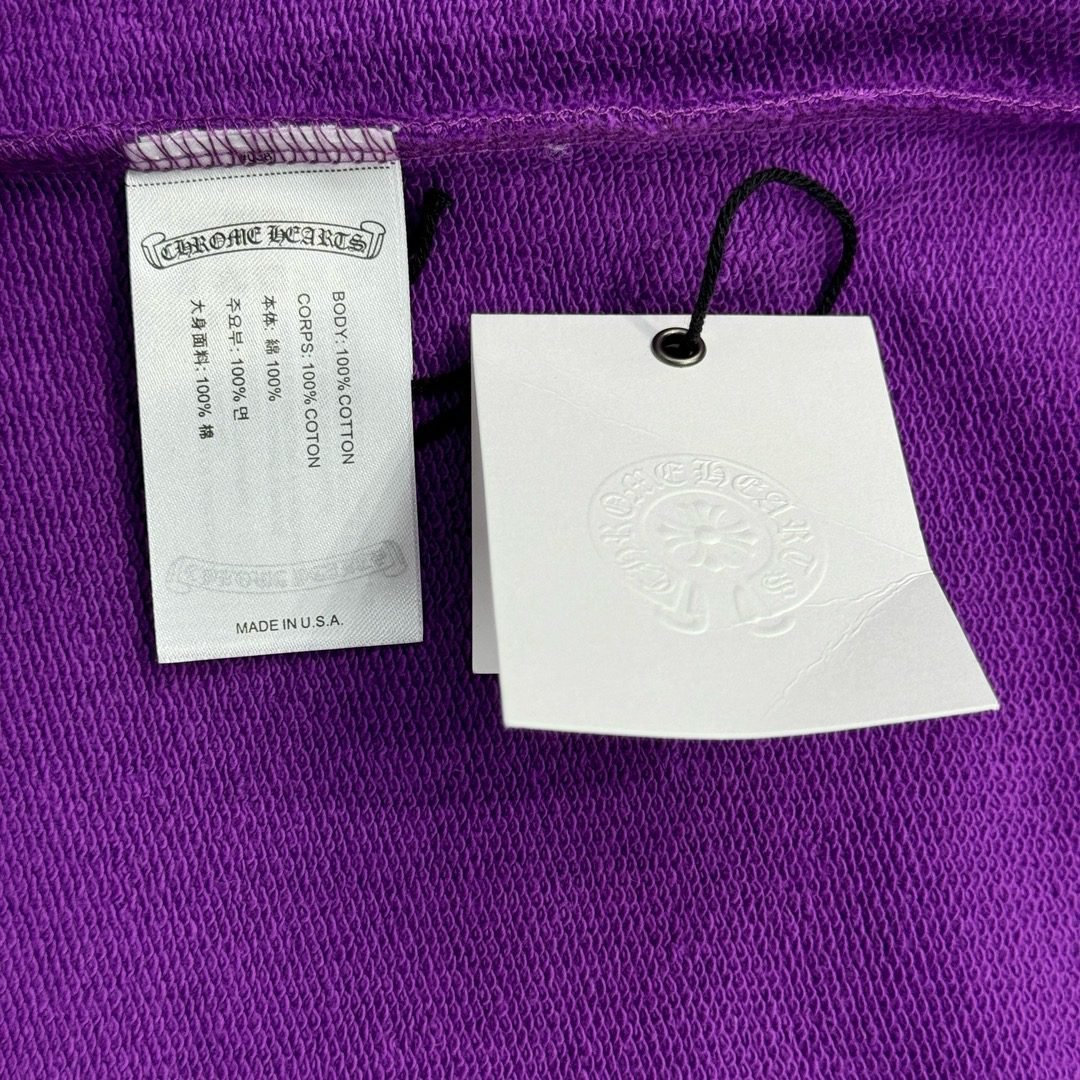 CHROME HEARTS
BODY: 100% COTTON
CORPS: 100% COTON
本体: 綿 100%
주요부: 100% 면
大身面料: 100% 棉
MADE IN U.S.A.
CHROME HEARTS